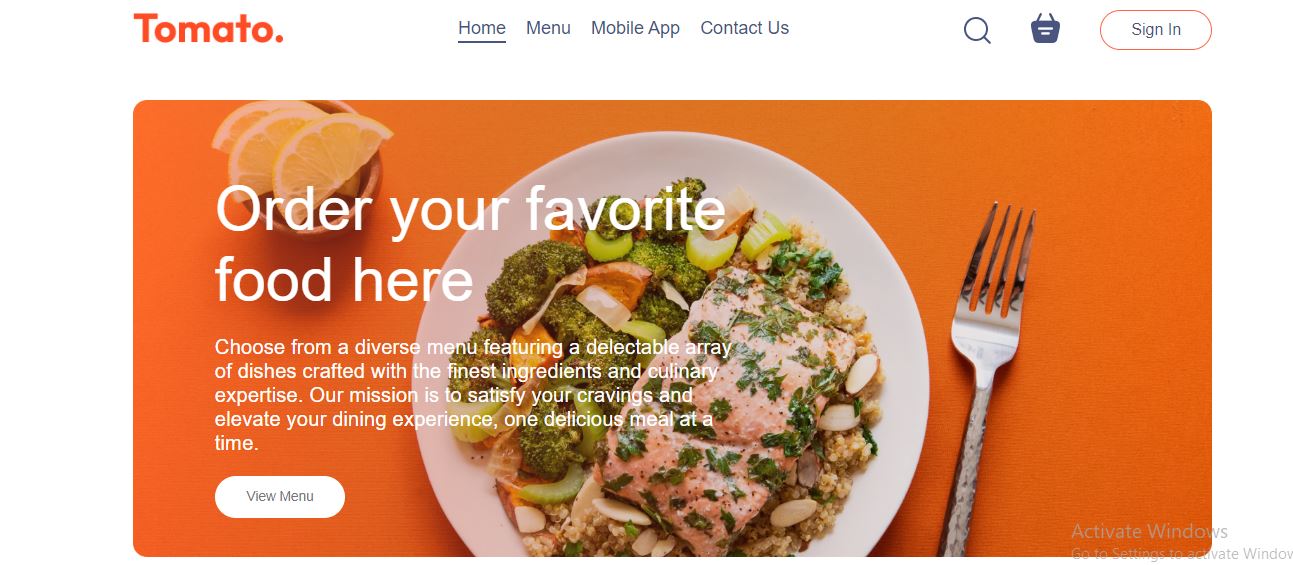 Tomato.
Home Menu Mobile App Contact Us
Sign In
Order your favorite
food here
Choose from a diverse menu featuring a delectable array
of dishes crafted with the finest ingredients and culinary
expertise. Our mission is to satisfy your cravings and
elevate your dining experience, one delicious meal at a
time.
View Menu
Activate Windows
Go to Settings to activate Windov